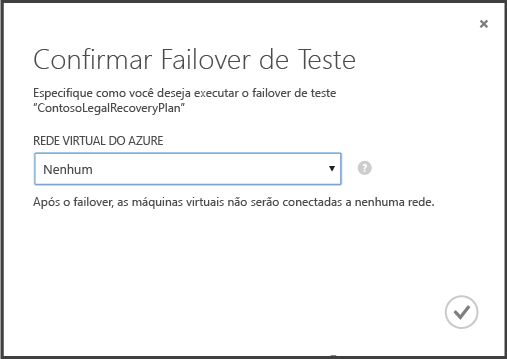 Confirmar Failover de Teste
Especifique como você deseja executar o failover de teste
"ContosoLegalRecoveryPlan"
REDE VIRTUAL DO AZURE
Nenhum
?
Após o failover, as máquinas virtuais não serão conectadas a nenhuma rede.